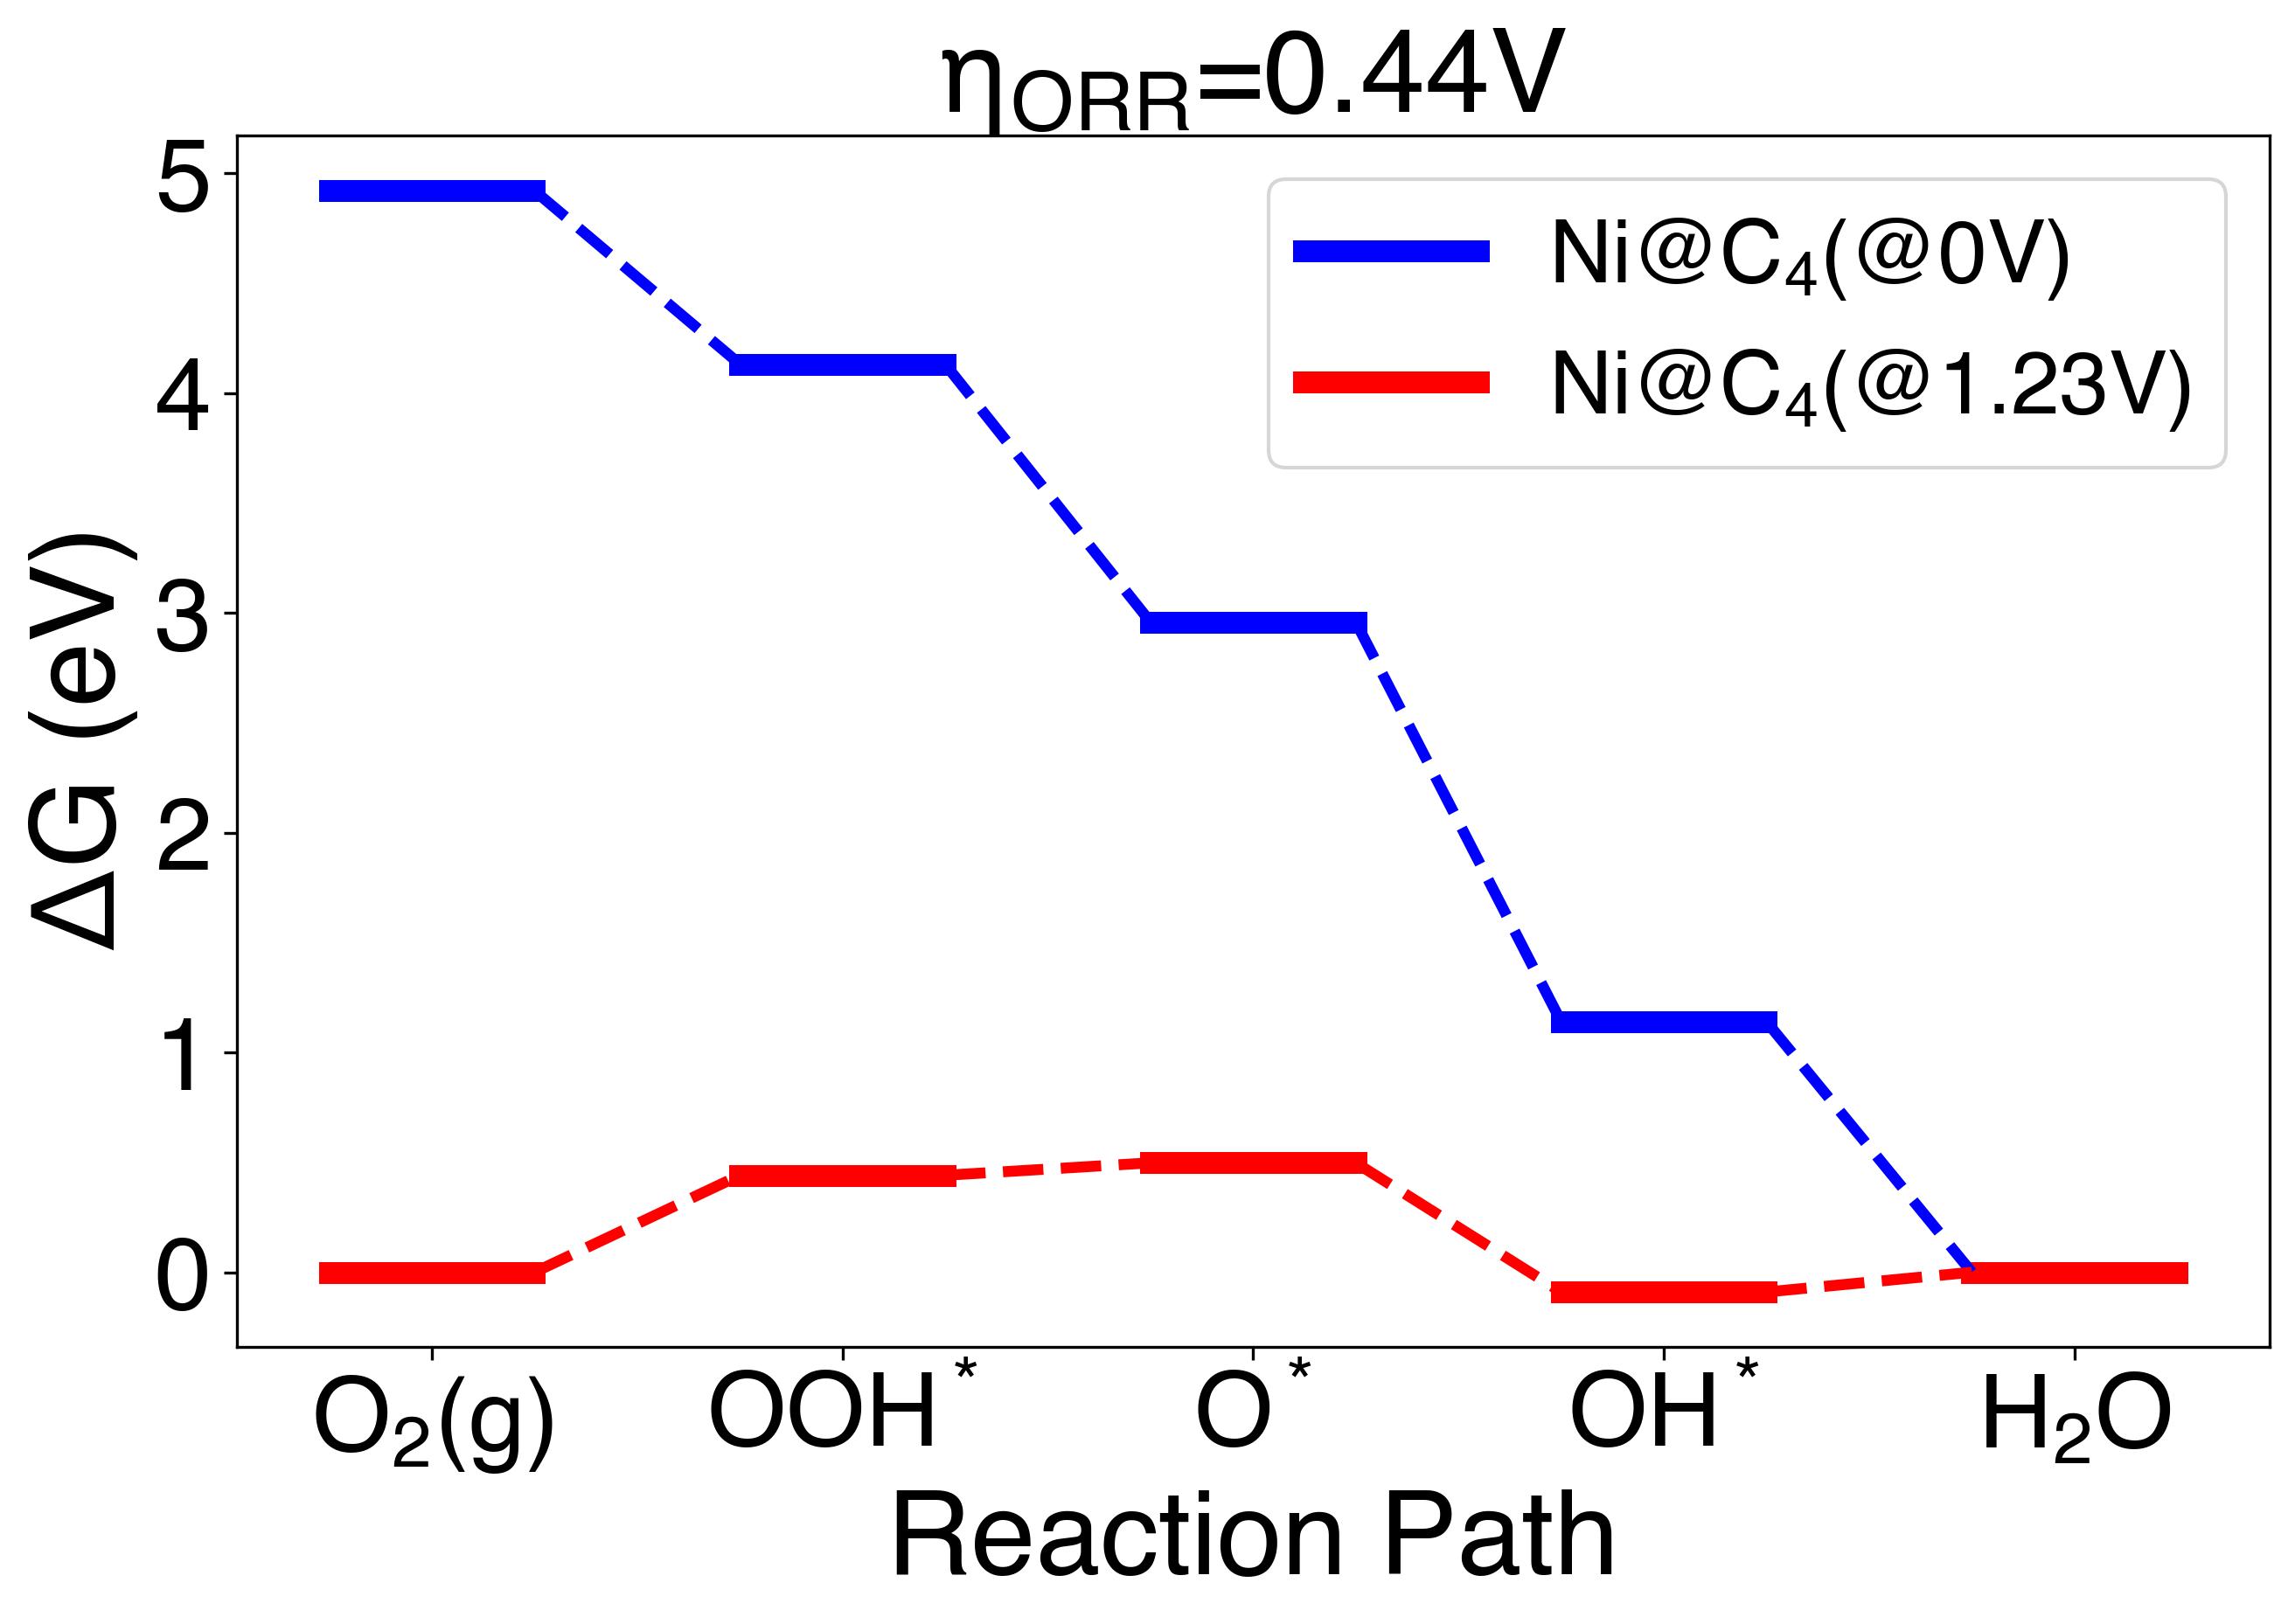 η_ORR=0.44V
Ni@C₄(@0V)
Ni@C₄(@1.23V)
ΔG (eV)
5
4
3
2
1
0
O₂(g) OOH* O* OH* H₂O
Reaction Path